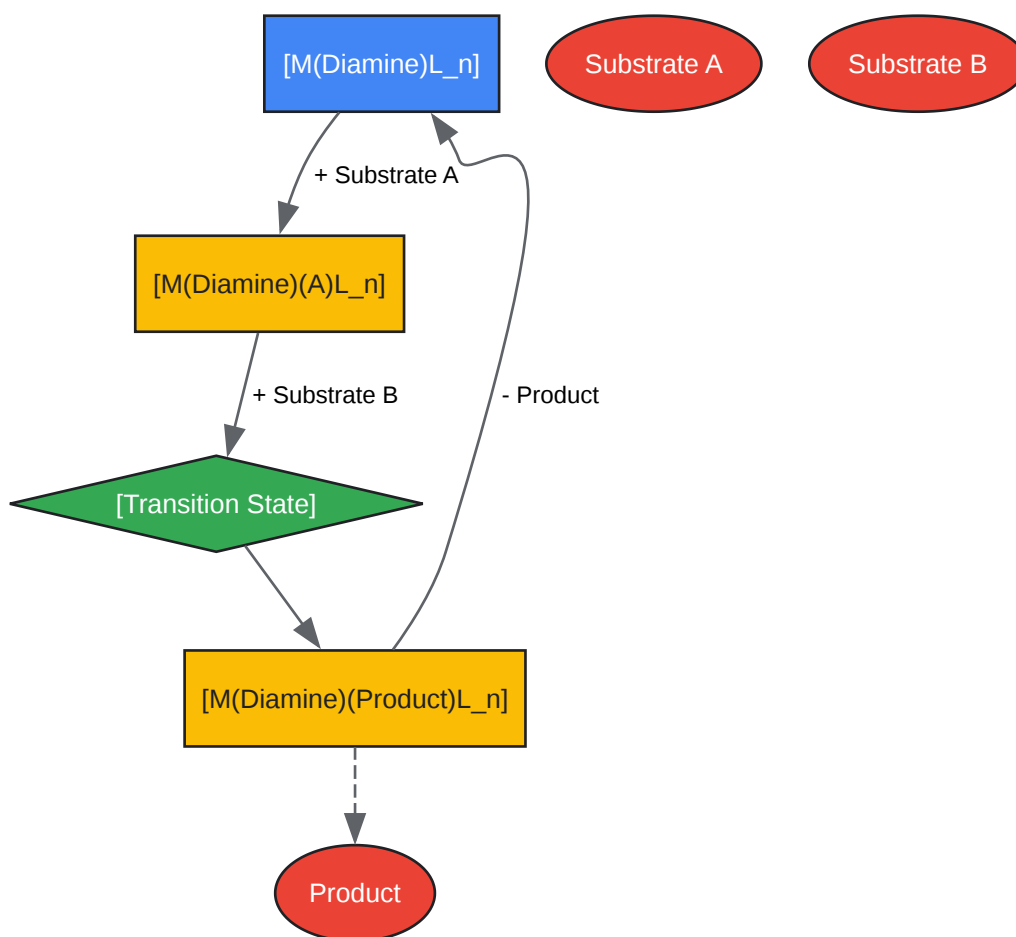 [M(Diamine)L_n]
Substrate A
Substrate B
+ Substrate A
[M(Diamine)(A)L_n]
+ Substrate B
- Product
[Transition State]
[M(Diamine)(Product)L_n]
Product